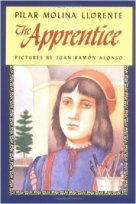 PILAR MOLINA LLORENTE
The Apprentice
PICTURES BY JUAN RAMÓN ALONSO